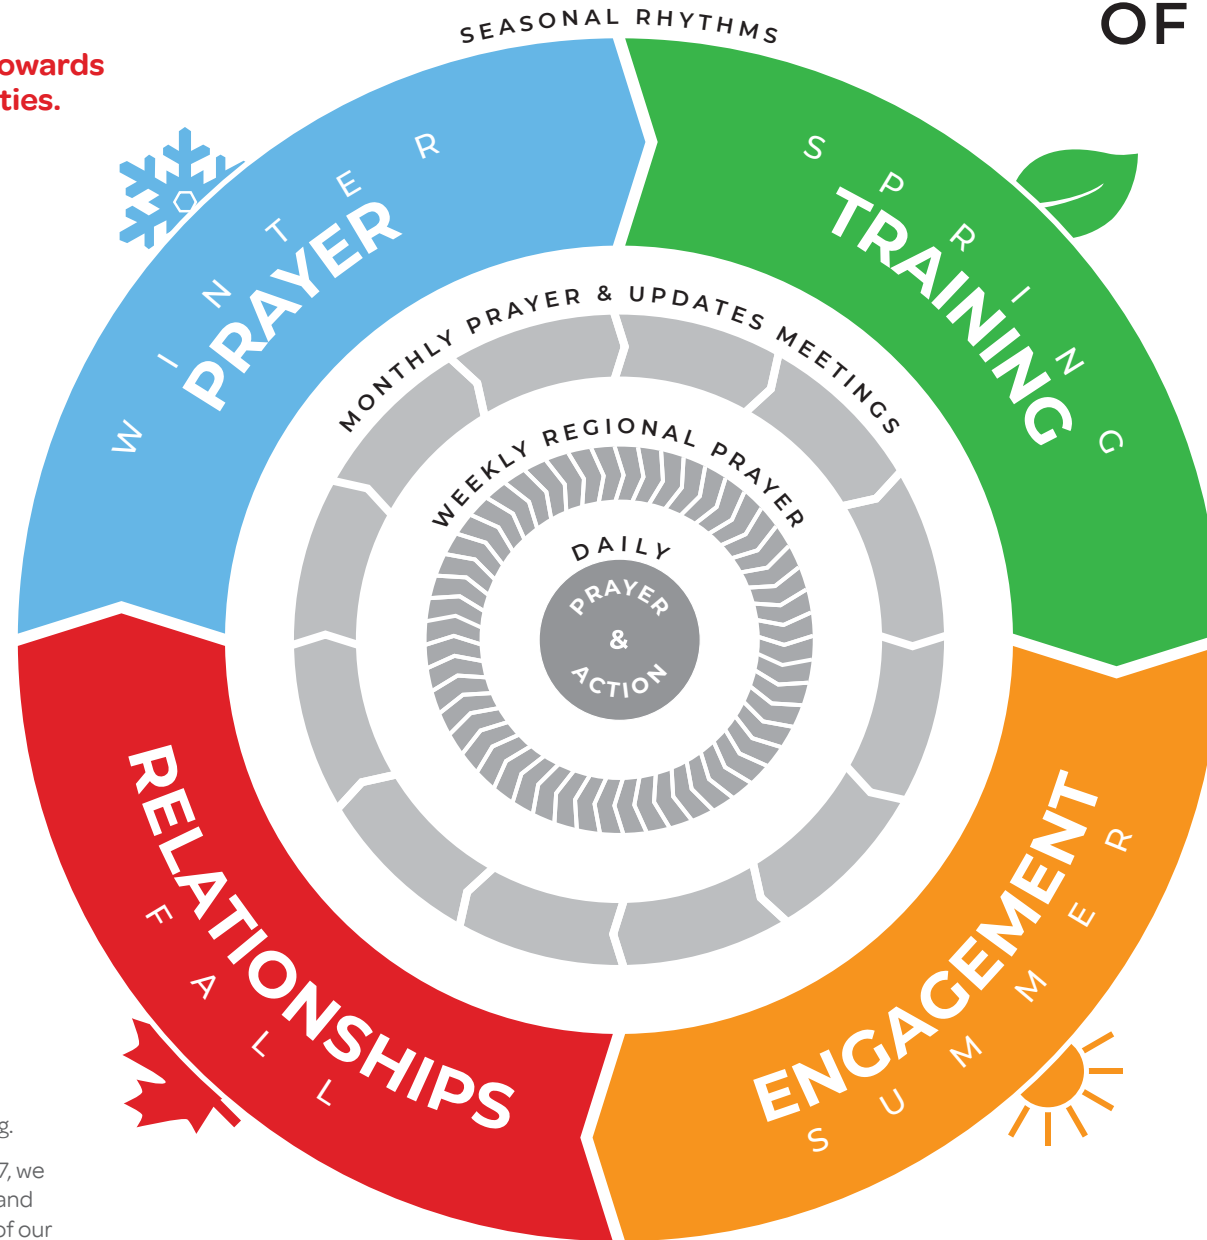 SEASONAL RHYTHMS
OF
owards
ties.
WINTER
PRAYER
SPRING
TRAINING
MONTHLY PRAYER & UPDATES MEETINGS
WEEKLY REGIONAL PRAYER
DAILY
PRAYER
&
ACTION
RELATIONSHIPS
FALL
ENGAGEMENT
SUMMER
g.
7, we
and
of our